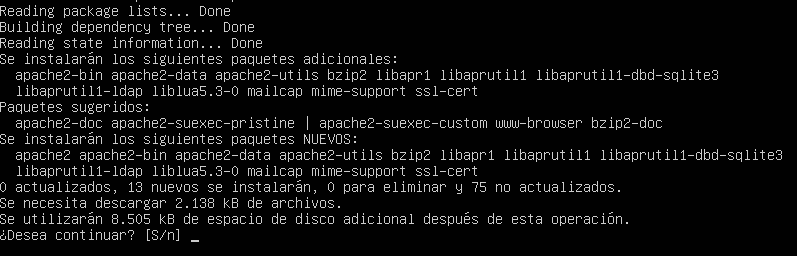 Reading package lists... Done
Building dependency tree... Done
Reading state information... Done
Se instalarán los siguientes paquetes adicionales:
  apache2-bin apache2-data apache2-utils bzip2 libapr1 libaprutil1 libaprutil1-dbd-sqlite3
  libaprutil1-ldap liblua5.3-0 mailcap mime-support ssl-cert
Paquetes sugeridos:
  apache2-doc apache2-suexec-pristine | apache2-suexec-custom www-browser bzip2-doc
Se instalarán los siguientes paquetes NUEVOS:
  apache2 apache2-bin apache2-data apache2-utils bzip2 libapr1 libaprutil1 libaprutil1-dbd-sqlite3
  libaprutil1-ldap liblua5.3-0 mailcap mime-support ssl-cert
0 actualizados, 13 nuevos se instalarán, 0 para eliminar y 75 no actualizados.
Se necesita descargar 2.138 kB de archivos.
Se utilizarán 8.505 kB de espacio de disco adicional después de esta operación.
¿Desea continuar? [S/n] _